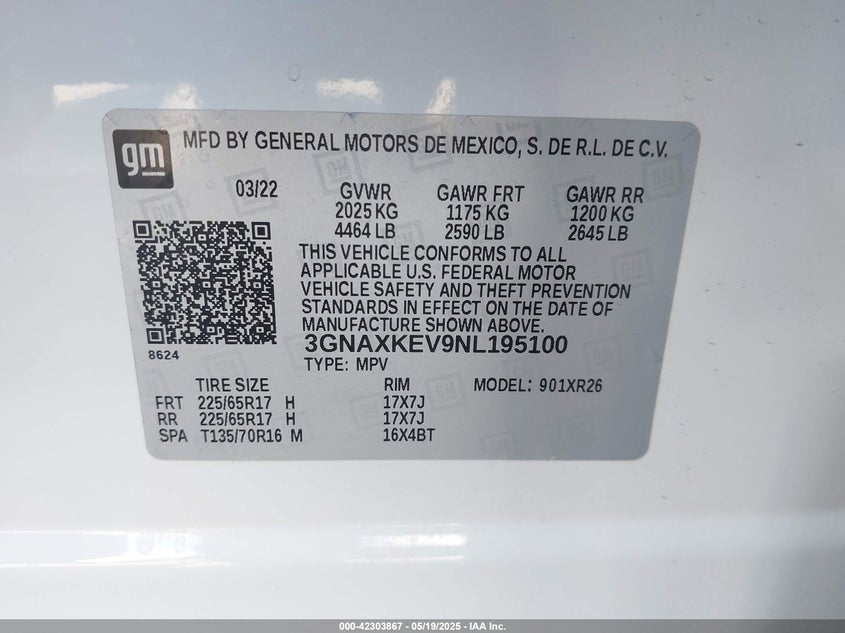 gm MFD BY GENERAL MOTORS DE MEXICO, S. DE R.L. DE C.V.
03/22 GVWR GAWR FRT GAWR RR
2025 KG 1175 KG 1200 KG
4464 LB 2590 LB 2645 LB
THIS VEHICLE CONFORMS TO ALL
APPLICABLE U.S. FEDERAL MOTOR
VEHICLE SAFETY AND THEFT PREVENTION
STANDARDS IN EFFECT ON THE DATE OF
MANUFACTURE SHOWN ABOVE.
8624 3GNAXKEV9NL195100
TYPE: MPV
TIRE SIZE RIM MODEL: 901XR26
FRT 225/65R17 H 17X7J
RR 225/65R17 H 17X7J
SPA T135/70R16 M 16X4BT
000-42303867 - 05/19/2025 - IAA Inc.